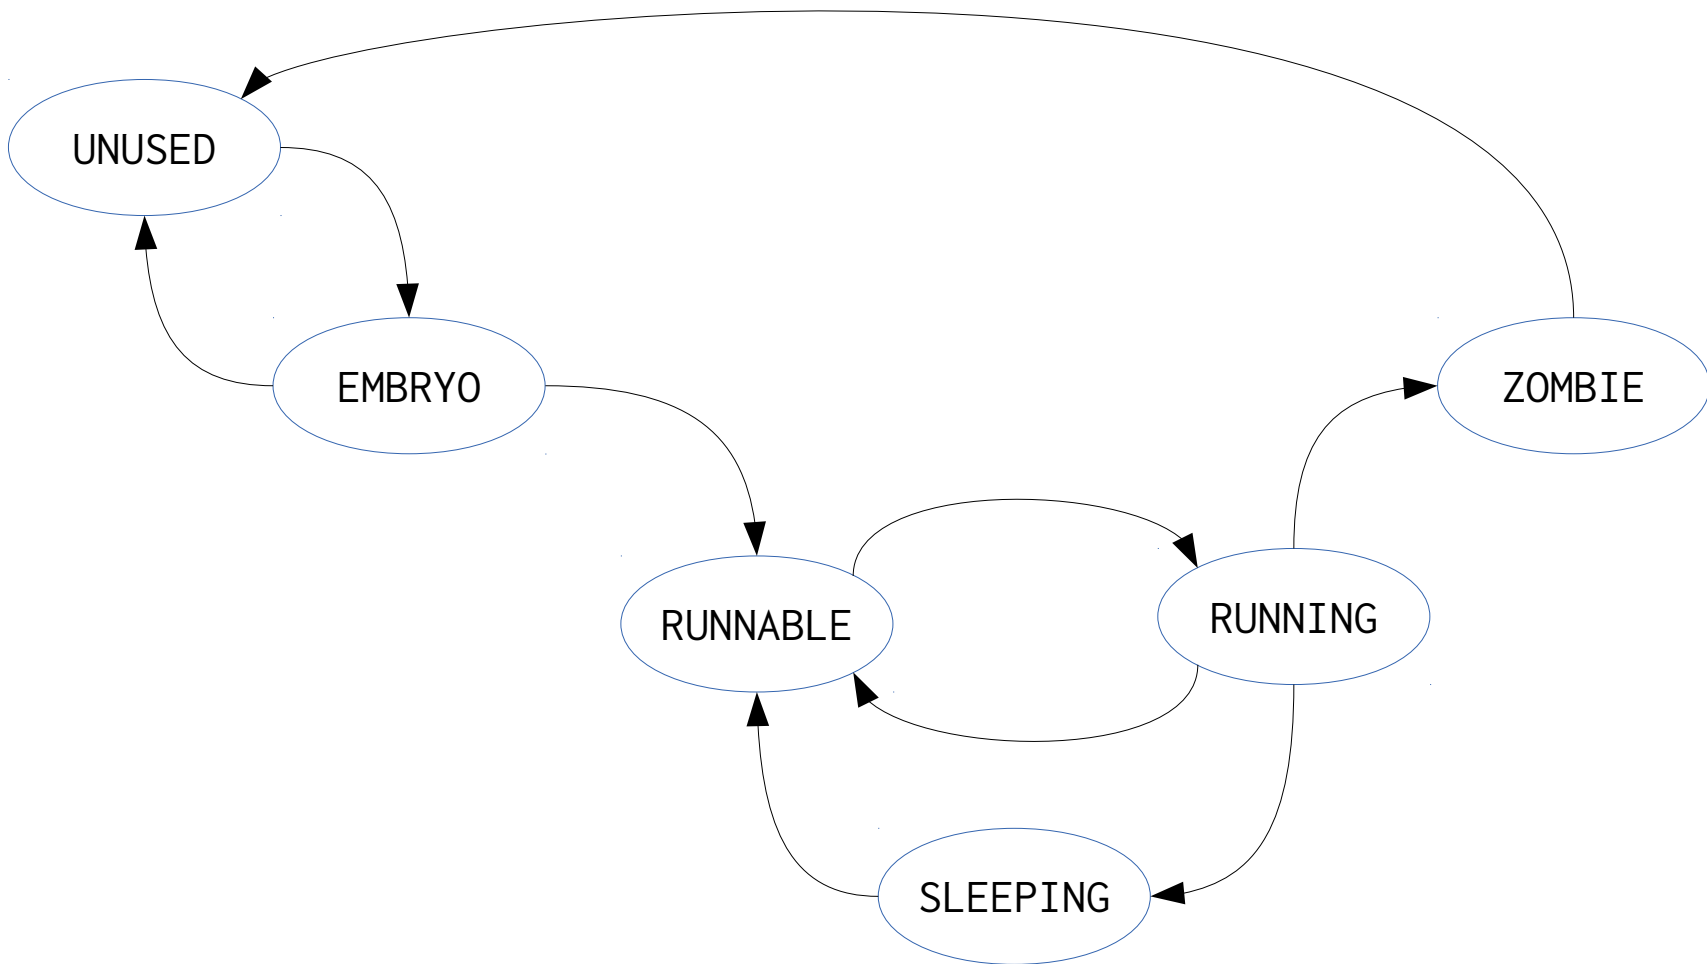 UNUSED
EMBRYO
ZOMBIE
RUNNABLE
RUNNING
SLEEPING